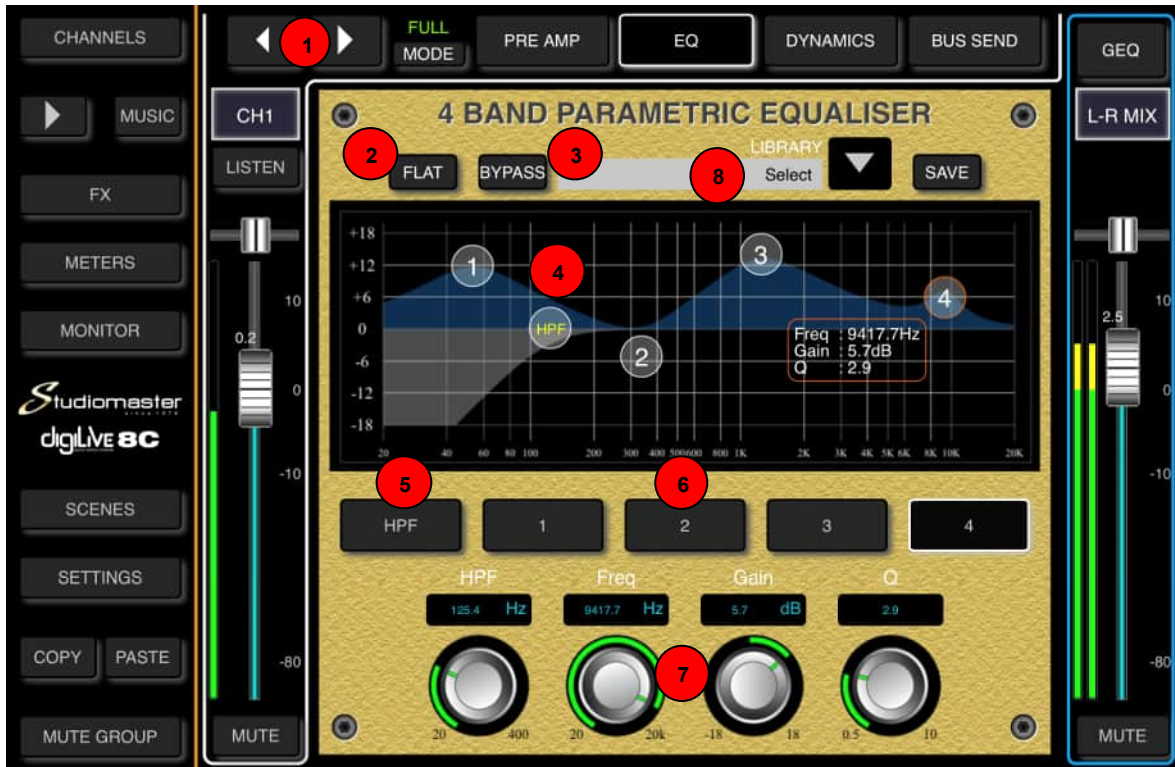 CHANNELS
MUSIC
FX
METERS
MONITOR
Studiomaster
since 1976
digiLive 8C
SCENES
SETTINGS
COPY PASTE
MUTE GROUP
1
FULL
MODE
PRE AMP
EQ
DYNAMICS
BUS SEND
GEQ
CH1
LISTEN
10
0.2
0
-10
-80
MUTE
4 BAND PARAMETRIC EQUALISER
LIBRARY
2
FLAT
BYPASS
3
8
Select
SAVE
+18
+12
+6
0
-6
-12
-18
1
4
HPF
2
3
4
Freq : 9417.7Hz
Gain : 5.7dB
Q : 2.9
20 40 60 80 100 200 300 400 500 600 800 1K 2K 3K 4K 5K 6K 8K 10K 20K
5
6
HPF 1 2 3 4
HPF Freq Gain Q
125.4 Hz 9417.7 Hz 5.7 dB 2.9
7
20 400 20 20k -18 18 0.5 10
L-R MIX
10
2.5
0
-10
-80
MUTE